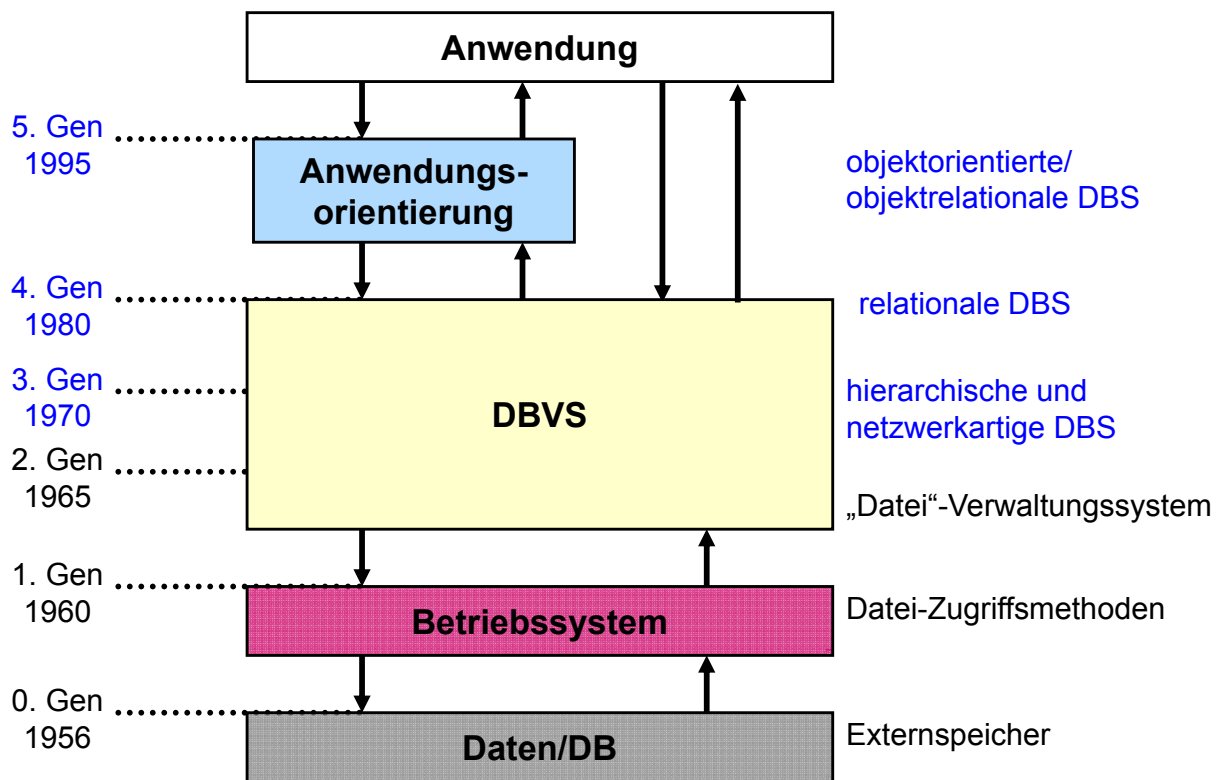 Anwendung
5. Gen
1995
Anwendungs-
orientierung
objektorientierte/
objektrelationale DBS
4. Gen
1980
relationale DBS
3. Gen
1970
DBVS
hierarchische und
netzwerkartige DBS
2. Gen
1965
„Datei“-Verwaltungssystem
1. Gen
1960
Betriebssystem
Datei-Zugriffsmethoden
0. Gen
1956
Daten/DB
Externspeicher